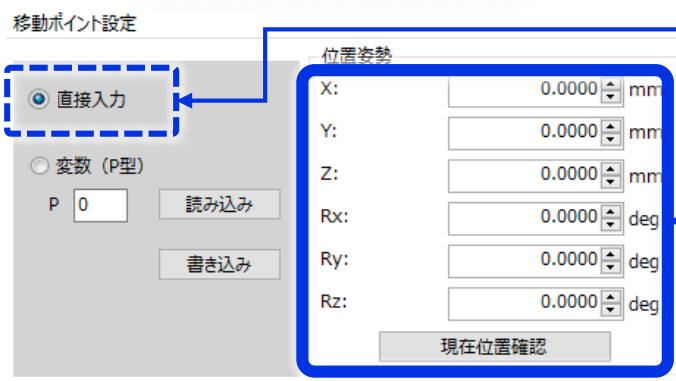 移動ポイント設定
直接入力
変数（P型）
P 0 読み込み
書き込み
位置姿勢
X: 0.0000 mm
Y: 0.0000 mm
Z: 0.0000 mm
Rx: 0.0000 deg
Ry: 0.0000 deg
Rz: 0.0000 deg
現在位置確認